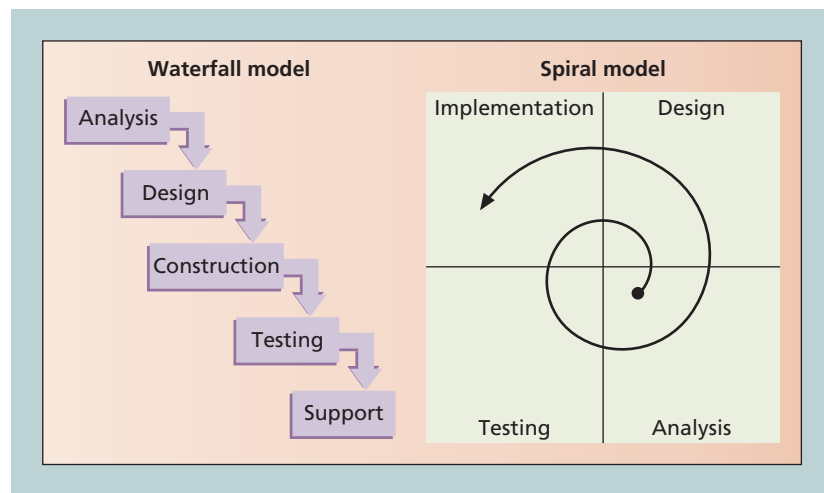 Waterfall model
Analysis
Design
Construction
Testing
Support
Spiral model
Implementation
Design
Testing
Analysis